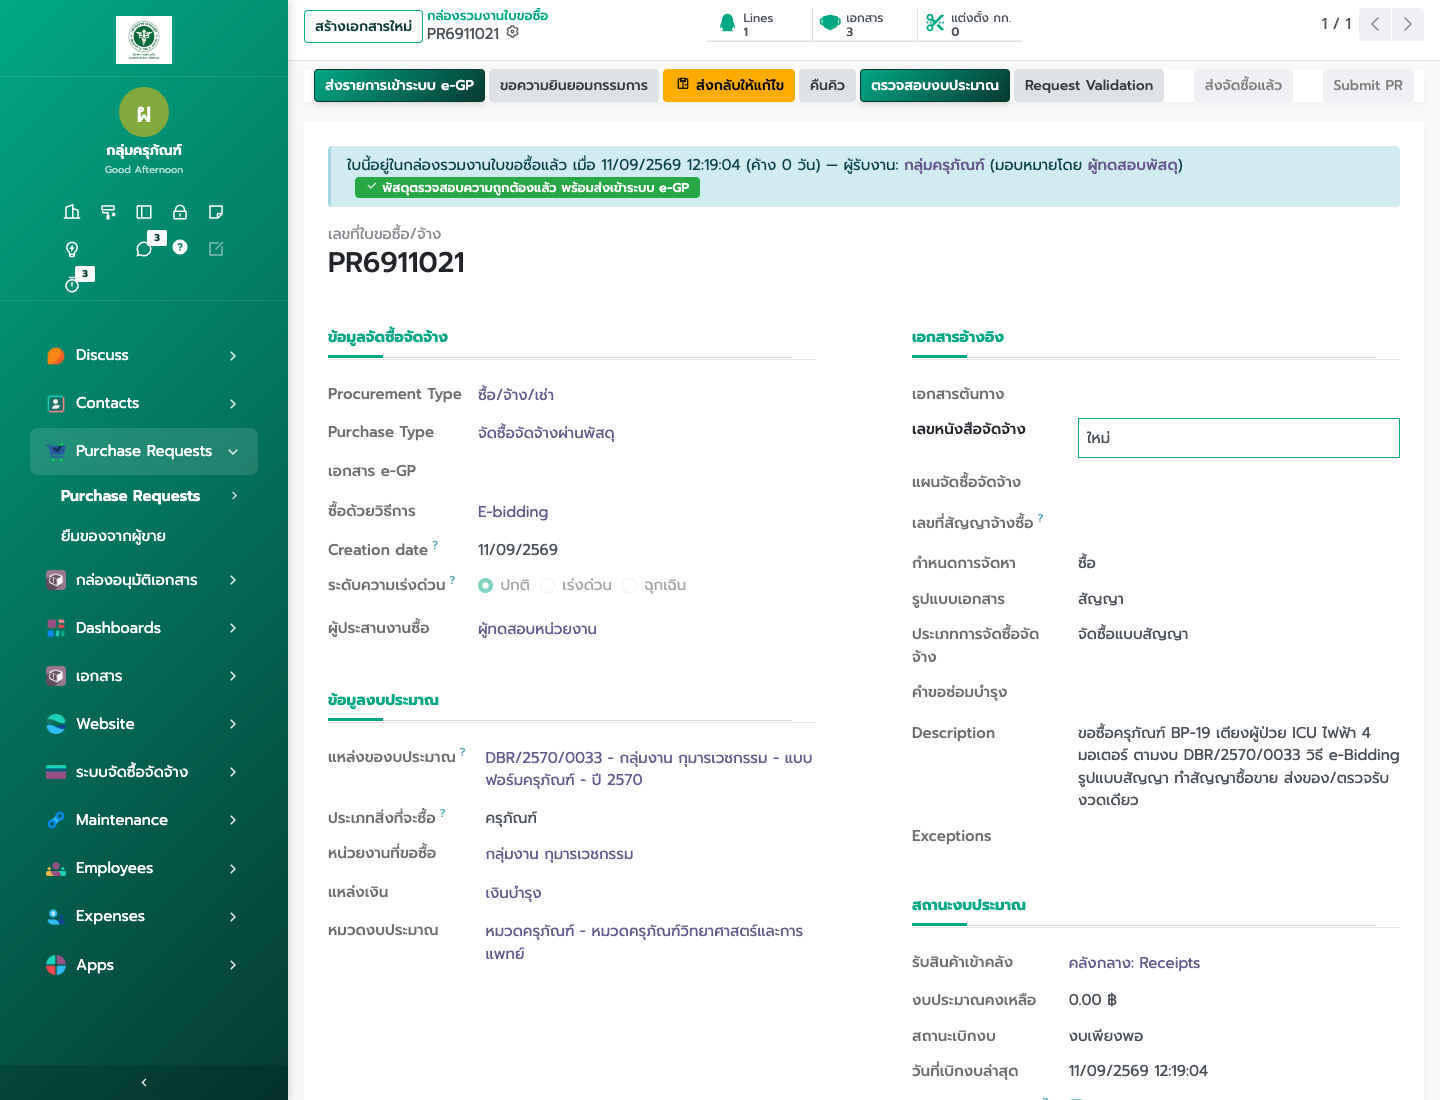 ผ
กลุ่มครุภัณฑ์
Good Afternoon
3
?
3
Discuss
Contacts
Purchase Requests
Purchase Requests
ยืมของจากผู้ขาย
กล่องอนุมัติเอกสาร
Dashboards
เอกสาร
Website
ระบบจัดซื้อจัดจ้าง
Maintenance
Employees
Expenses
Apps
สร้างเอกสารใหม่
กล่องรวมงานใบขอซื้อ
PR6911021
Lines
1
เอกสาร
3
แต่งตั้ง กก.
0
1 / 1
ส่งรายการเข้าระบบ e-GP
ขอความยินยอมกรรมการ
ส่งกลับให้แก้ไข
คืนคิว
ตรวจสอบงบประมาณ
Request Validation
ส่งจัดซื้อแล้ว
Submit PR
ใบนี้อยู่ในกล่องรวมงานใบขอซื้อแล้ว เมื่อ 11/09/2569 12:19:04 (ค้าง 0 วัน) — ผู้รับงาน: กลุ่มครุภัณฑ์ (มอบหมายโดย ผู้ทดสอบพัสดุ)
พัสดุตรวจสอบความถูกต้องแล้ว พร้อมส่งเข้าระบบ e-GP
เลขที่ใบขอซื้อ/จ้าง
PR6911021
ข้อมูลจัดซื้อจัดจ้าง
Procurement Type ซื้อ/จ้าง/เช่า
Purchase Type จัดซื้อจัดจ้างผ่านพัสดุ
เอกสาร e-GP
ซื้อด้วยวิธีการ E-bidding
Creation date ? 11/09/2569
ระดับความเร่งด่วน ? ปกติ เร่งด่วน ฉุกเฉิน
ผู้ประสานงานซื้อ ผู้ทดสอบหน่วยงาน
ข้อมูลงบประมาณ
แหล่งของบประมาณ ? DBR/2570/0033 - กลุ่มงาน กุมารเวชกรรม - แบบ
ฟอร์มครุภัณฑ์ - ปี 2570
ประเภทสิ่งที่จะซื้อ ? ครุภัณฑ์
หน่วยงานที่ขอซื้อ กลุ่มงาน กุมารเวชกรรม
แหล่งเงิน เงินบำรุง
หมวดงบประมาณ หมวดครุภัณฑ์ - หมวดครุภัณฑ์วิทยาศาสตร์และการ
แพทย์
เอกสารอ้างอิง
เอกสารต้นทาง
เลขหนังสือจัดจ้าง ใหม่
แผนจัดซื้อจัดจ้าง
เลขที่สัญญาจ้างซื้อ ?
กำหนดการจัดหา ซื้อ
รูปแบบเอกสาร สัญญา
ประเภทการจัดซื้อจัด จัดซื้อแบบสัญญา
จ้าง
คำขอซ่อมบำรุง
Description ขอซื้อครุภัณฑ์ BP-19 เตียงผู้ป่วย ICU ไฟฟ้า 4
มอเตอร์ ตามงบ DBR/2570/0033 วิธี e-Bidding
รูปแบบสัญญา ทำสัญญาซื้อขาย ส่งของ/ตรวจรับ
งวดเดียว
Exceptions
สถานะงบประมาณ
รับสินค้าเข้าคลัง คลังกลาง: Receipts
งบประมาณคงเหลือ 0.00 ฿
สถานะเบิกงบ งบเพียงพอ
วันที่เบิกงบล่าสุด 11/09/2569 12:19:04